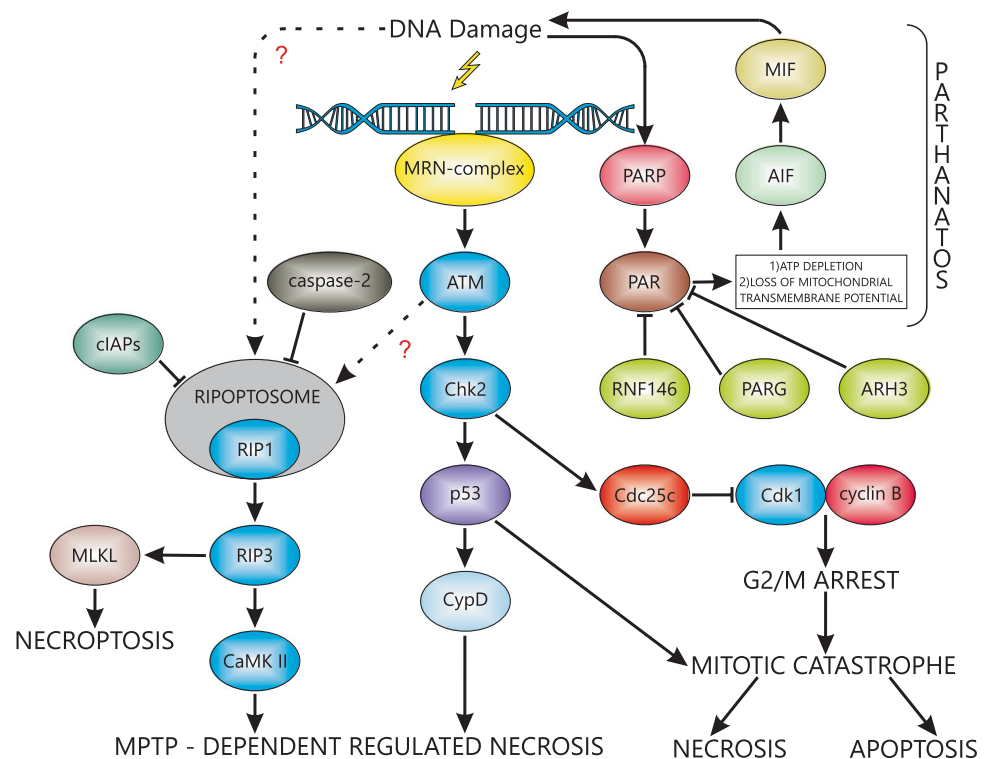 DNA Damage
?
MIF
PARTHANATOS
MRN-complex
PARP
AIF
caspase-2
ATM
PAR
1)ATP DEPLETION
2)LOSS OF MITOCHONDRIAL
TRANSMEMBRANE POTENTIAL
cIAPs
?
RIPOPTOSOME
Chk2
RNF146
PARG
ARH3
RIP1
p53
Cdc25c
Cdk1
cyclin B
MLKL
RIP3
CypD
G2/M ARREST
NECROPTOSIS
CaMK II
MITOTIC CATASTROPHE
MPTP - DEPENDENT REGULATED NECROSIS
NECROSIS
APOPTOSIS